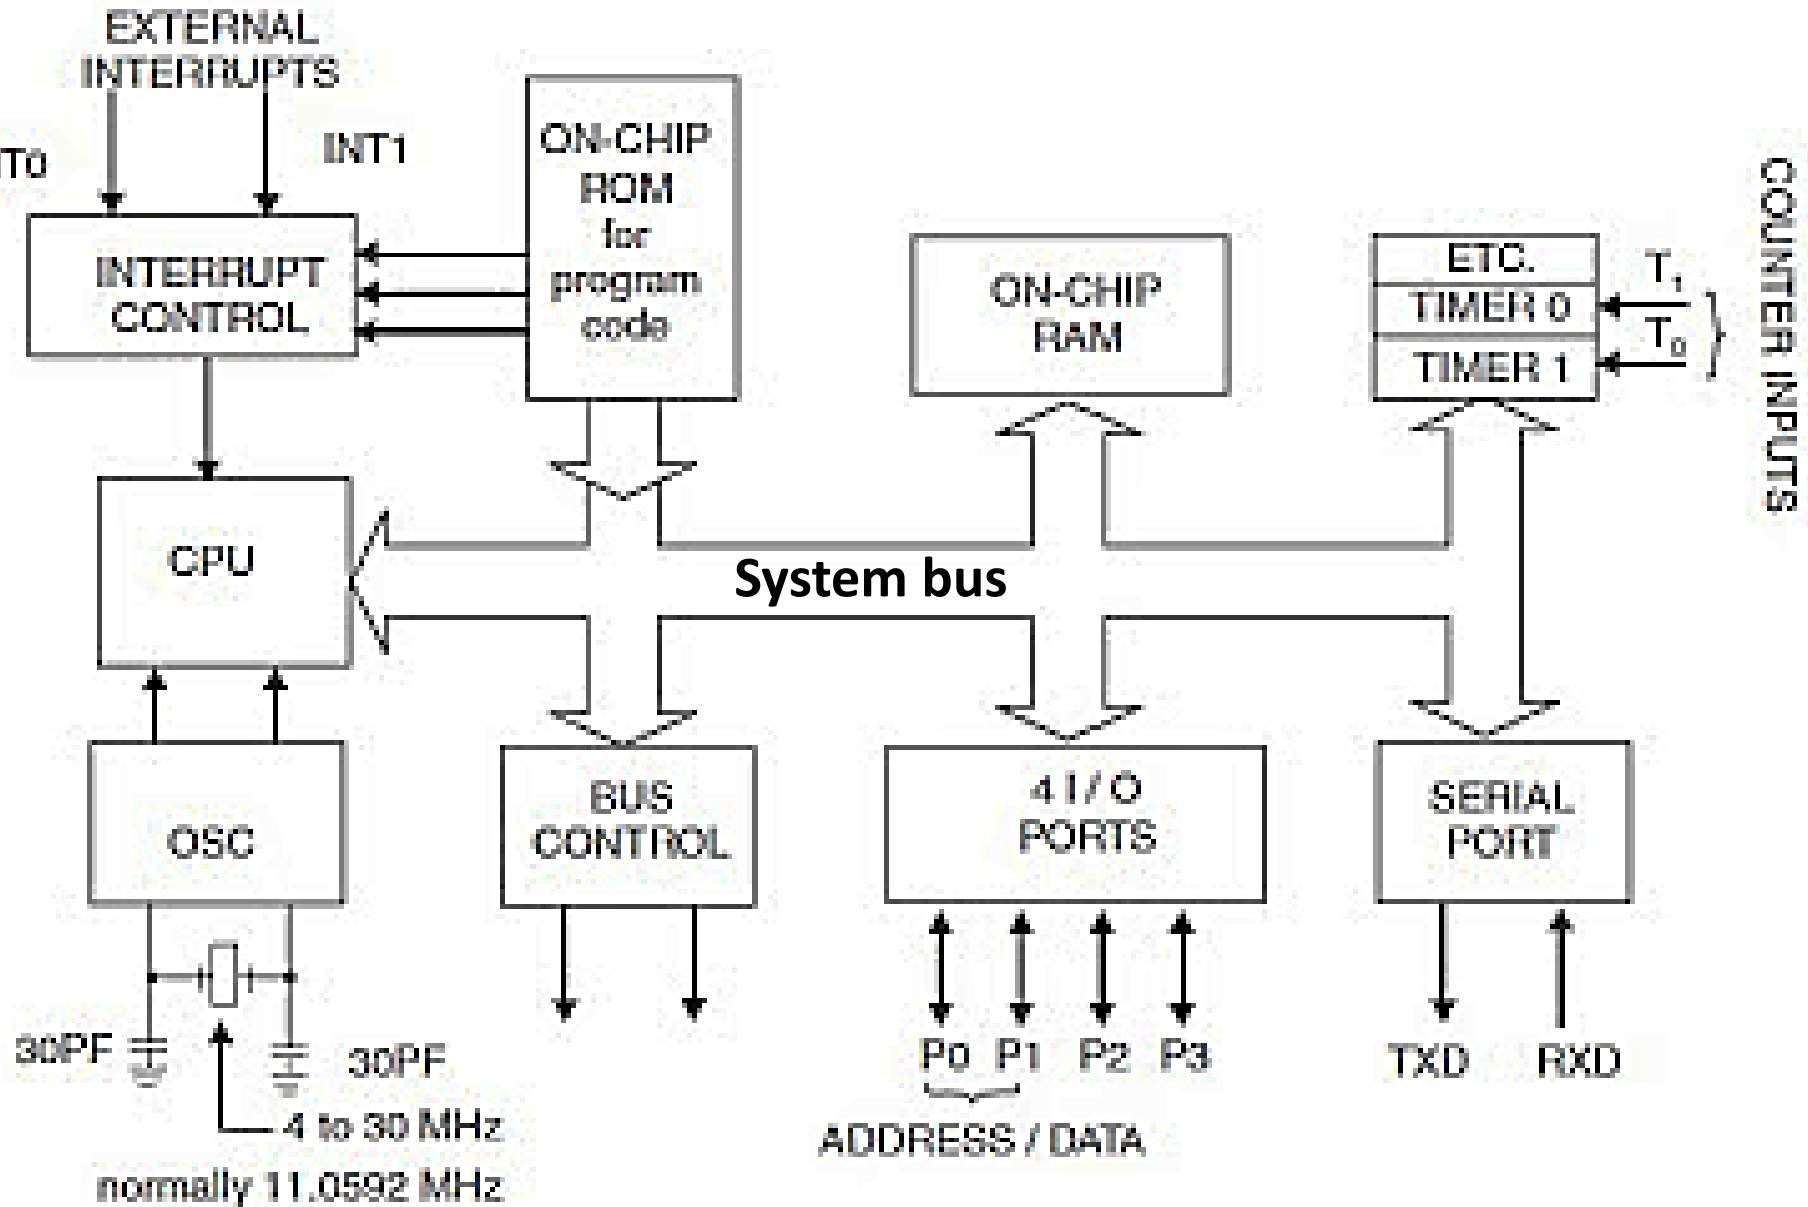 EXTERNAL
INTERRUPTS
NT0
INT1
INTERRUPT
CONTROL
ON-CHIP
ROM
for
program
code
ON-CHIP
RAM
ETC.
TIMER 0
TIMER 1
T1
T0
COUNTER INPUTS
CPU
System bus
OSC
BUS
CONTROL
4 I / O
PORTS
SERIAL
PORT
30PF
30PF
4 to 30 MHz
normally 11.0592 MHz
P0 P1 P2 P3
ADDRESS / DATA
TXD RXD